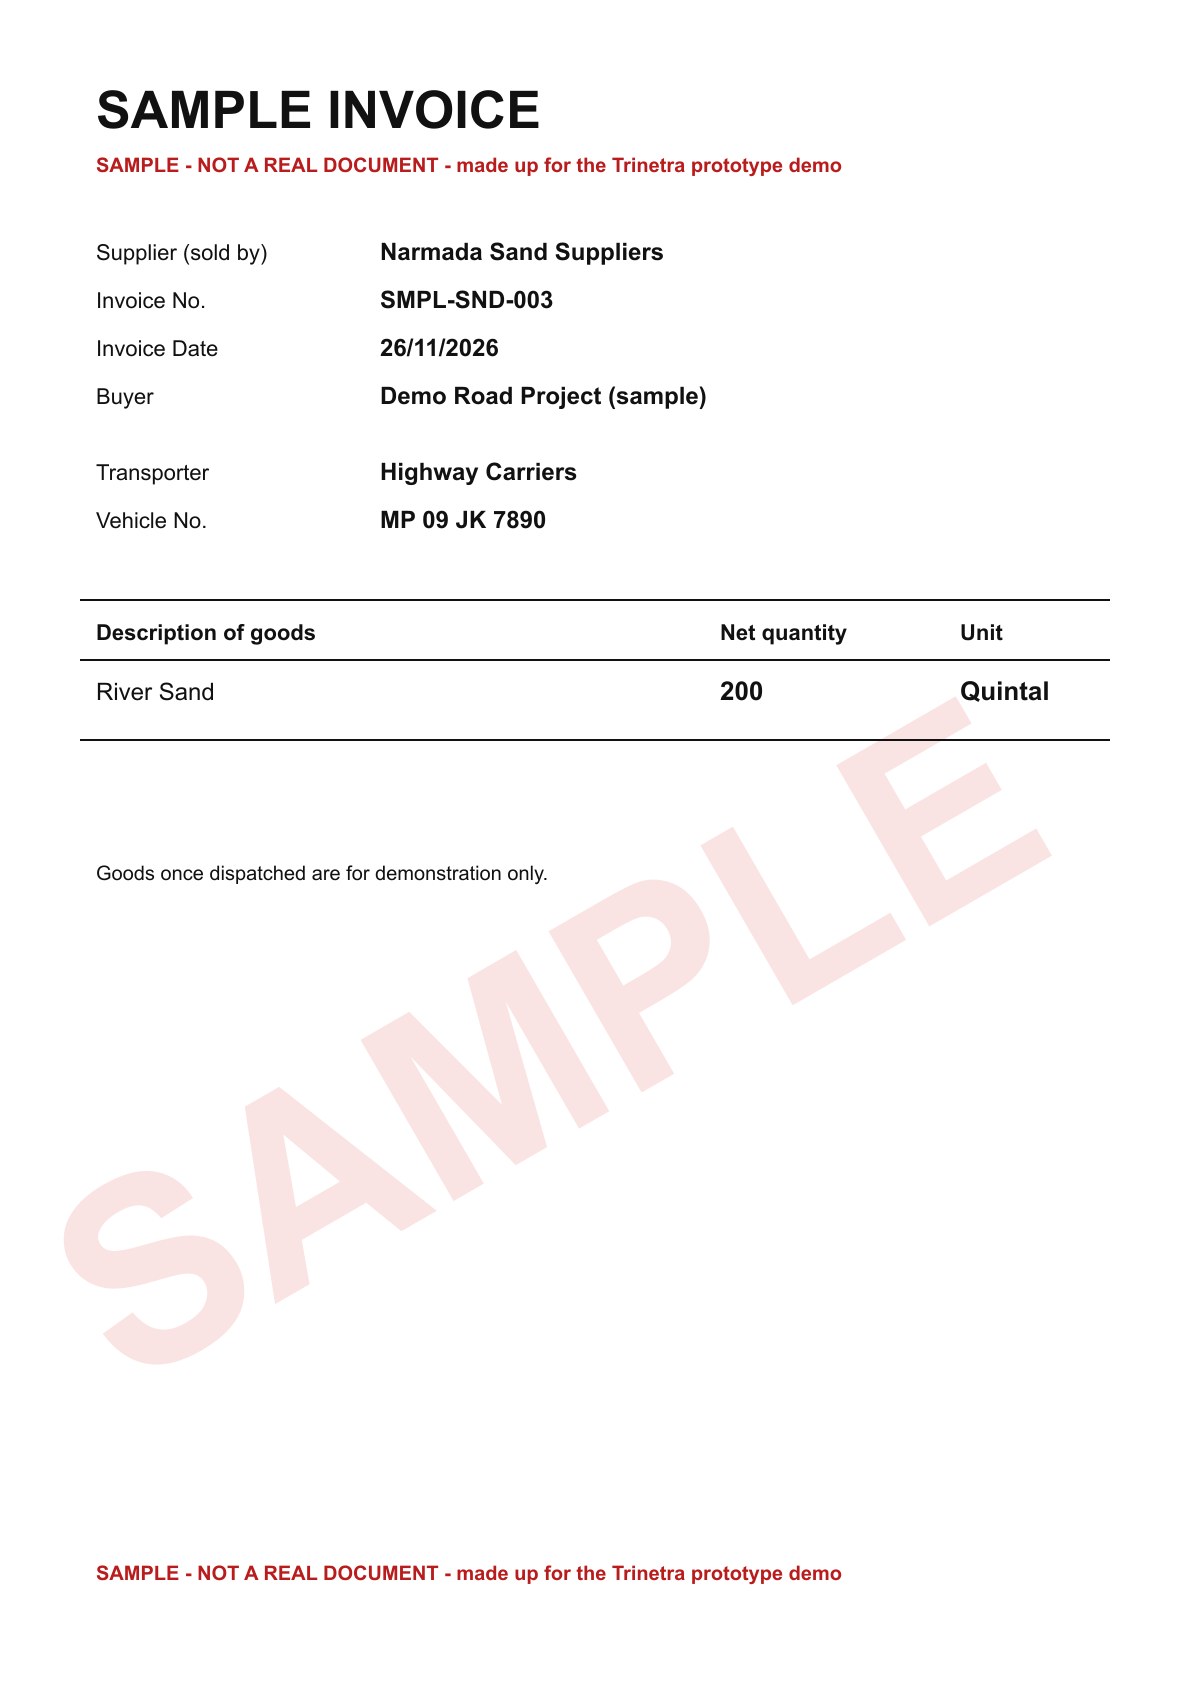 SAMPLE INVOICE
SAMPLE - NOT A REAL DOCUMENT - made up for the Trinetra prototype demo
Supplier (sold by) Narmada Sand Suppliers
Invoice No. SMPL-SND-003
Invoice Date 26/11/2026
Buyer Demo Road Project (sample)
Transporter Highway Carriers
Vehicle No. MP 09 JK 7890
Description of goods Net quantity Unit
River Sand 200 Quintal
Goods once dispatched are for demonstration only.
SAMPLE
SAMPLE - NOT A REAL DOCUMENT - made up for the Trinetra prototype demo